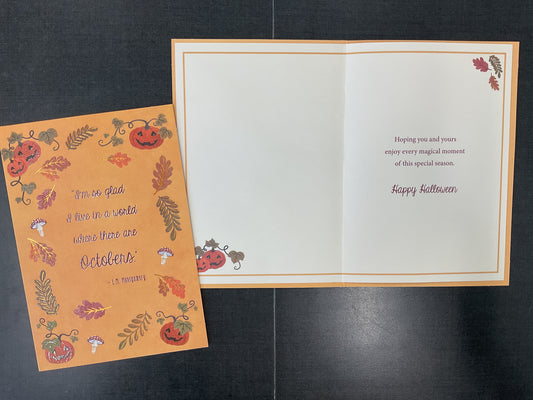 "I'm so glad
I live in a world
where there are
Octobers."
- L.M. Montgomery
Hoping you and yours
enjoy every magical moment
of this special season.
Happy Halloween